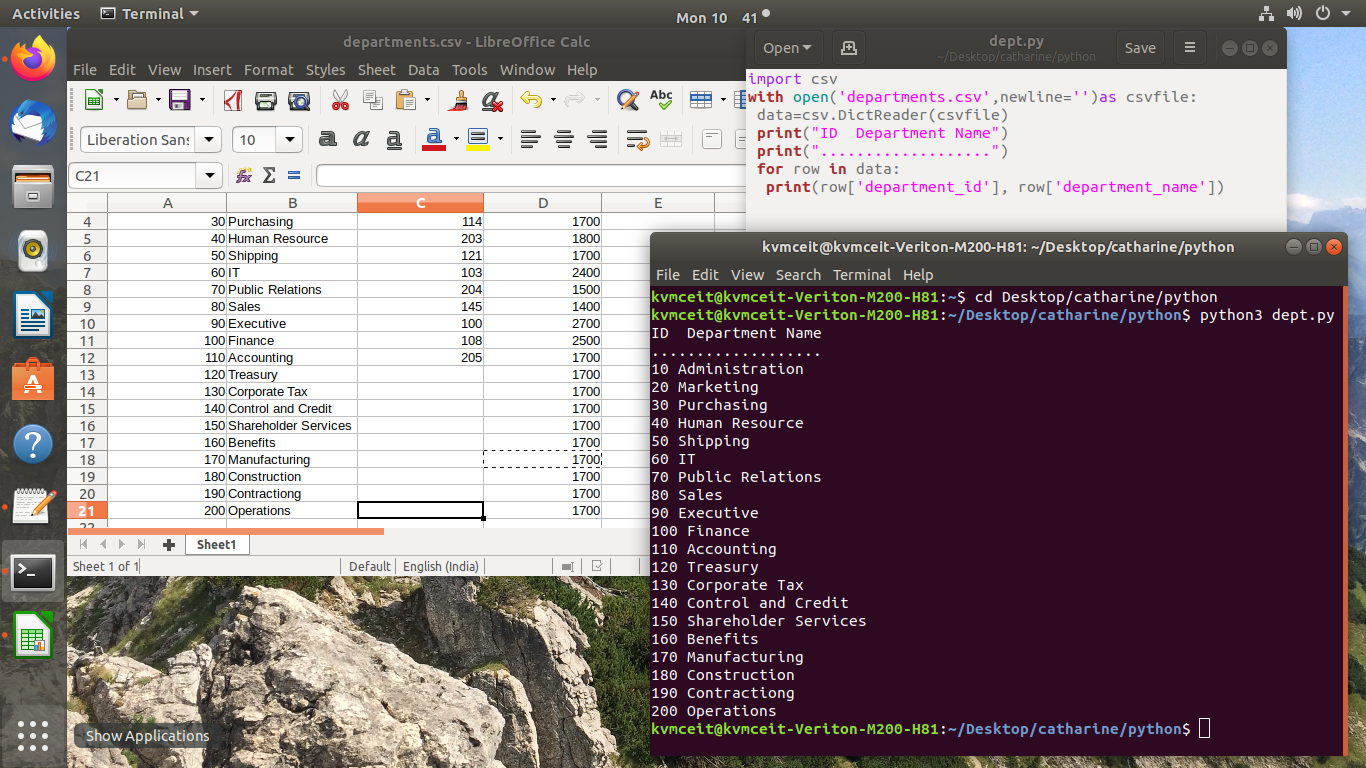 Activities Terminal Mon 10 41
departments.csv - LibreOffice Calc
File Edit View Insert Format Styles Sheet Data Tools Window Help
Abc
Liberation Sans 10 a a a
C21
A B C D E
4 30 Purchasing 114 1700
5 40 Human Resource 203 1800
6 50 Shipping 121 1700
7 60 IT 103 2400
8 70 Public Relations 204 1500
9 80 Sales 145 1400
10 90 Executive 100 2700
11 100 Finance 108 2500
12 110 Accounting 205 1700
13 120 Treasury 1700
14 130 Corporate Tax 1700
15 140 Control and Credit 1700
16 150 Shareholder Services 1700
17 160 Benefits 1700
18 170 Manufacturing 1700
19 180 Construction 1700
20 190 Contractiong 1700
21 200 Operations 1700
22
Sheet1
Sheet 1 of 1 Default English (India)
Show Applications
Open dept.py Save
~/Desktop/catharine/python
import csv
with open('departments.csv',newline='')as csvfile:
data=csv.DictReader(csvfile)
print("ID  Department Name")
print("...................")
for row in data:
print(row['department_id'], row['department_name'])
kvmceit@kvmceit-Veriton-M200-H81: ~/Desktop/catharine/python
File Edit View Search Terminal Help
kvmceit@kvmceit-Veriton-M200-H81:~$ cd Desktop/catharine/python
kvmceit@kvmceit-Veriton-M200-H81:~/Desktop/catharine/python$ python3 dept.py
ID  Department Name
...................
10 Administration
20 Marketing
30 Purchasing
40 Human Resource
50 Shipping
60 IT
70 Public Relations
80 Sales
90 Executive
100 Finance
110 Accounting
120 Treasury
130 Corporate Tax
140 Control and Credit
150 Shareholder Services
160 Benefits
170 Manufacturing
180 Construction
190 Contractiong
200 Operations
kvmceit@kvmceit-Veriton-M200-H81:~/Desktop/catharine/python$